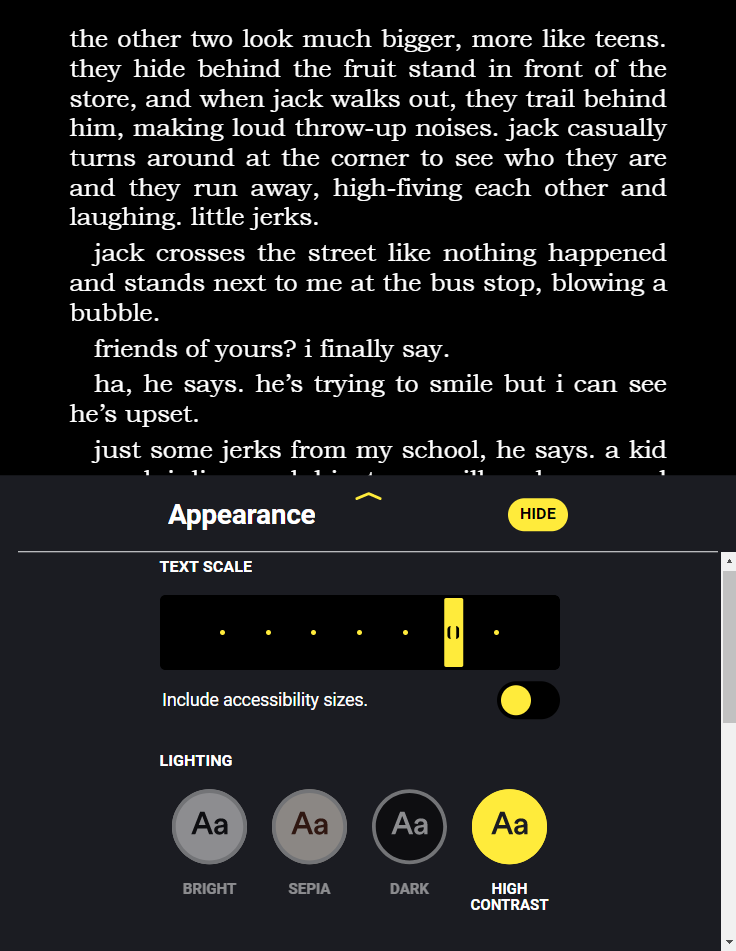 the other two look much bigger, more like teens.
they hide behind the fruit stand in front of the
store, and when jack walks out, they trail behind
him, making loud throw-up noises. jack casually
turns around at the corner to see who they are
and they run away, high-fiving each other and
laughing. little jerks.
jack crosses the street like nothing happened
and stands next to me at the bus stop, blowing a
bubble.
friends of yours? i finally say.
ha, he says. he’s trying to smile but i can see
he’s upset.
just some jerks from my school, he says. a kid
Appearance
HIDE
TEXT SCALE
Include accessibility sizes.
LIGHTING
Aa Aa Aa Aa
BRIGHT SEPIA DARK HIGH
CONTRAST